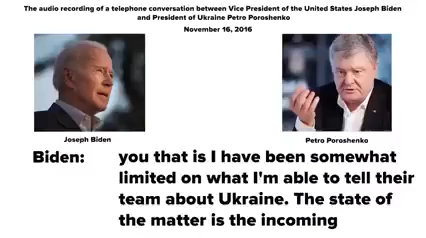 The audio recording of a telephone conversation between Vice President of the United States Joseph Biden
and President of Ukraine Petro Poroshenko
November 16, 2016
Joseph Biden
Petro Poroshenko
Biden: you that is I have been somewhat
limited on what I'm able to tell their
team about Ukraine. The state of
the matter is the incoming